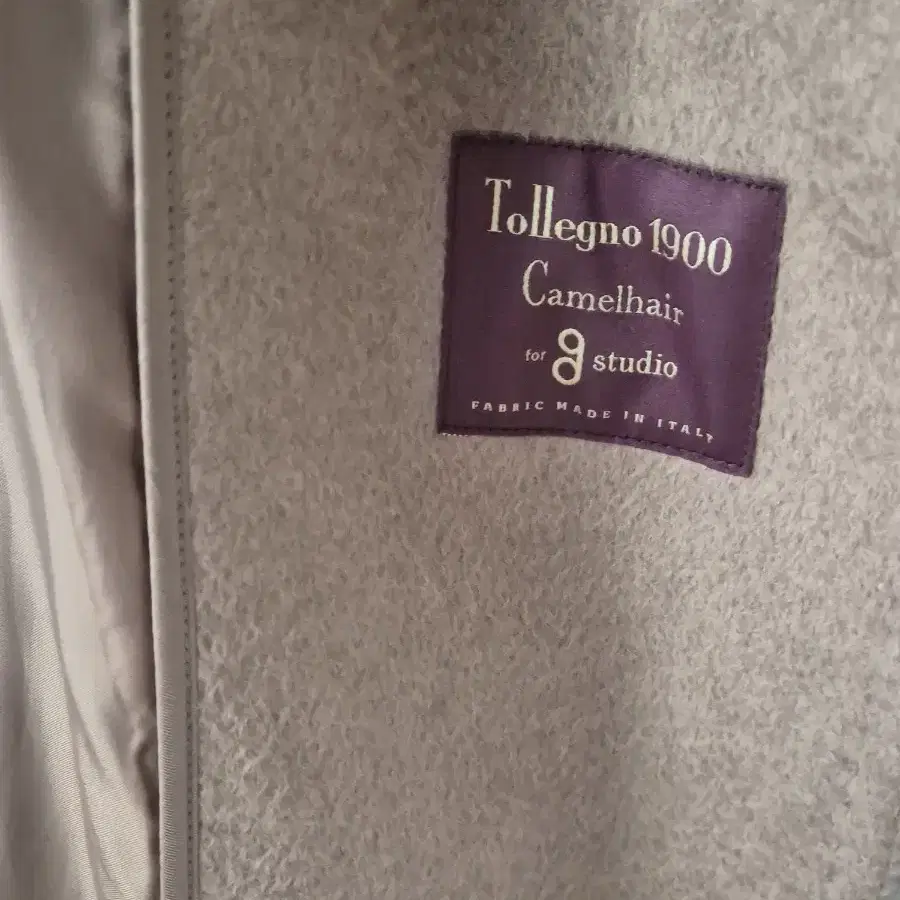 Tollegno 1900
Camelhair
for g studio
FABRIC MADE IN ITALY